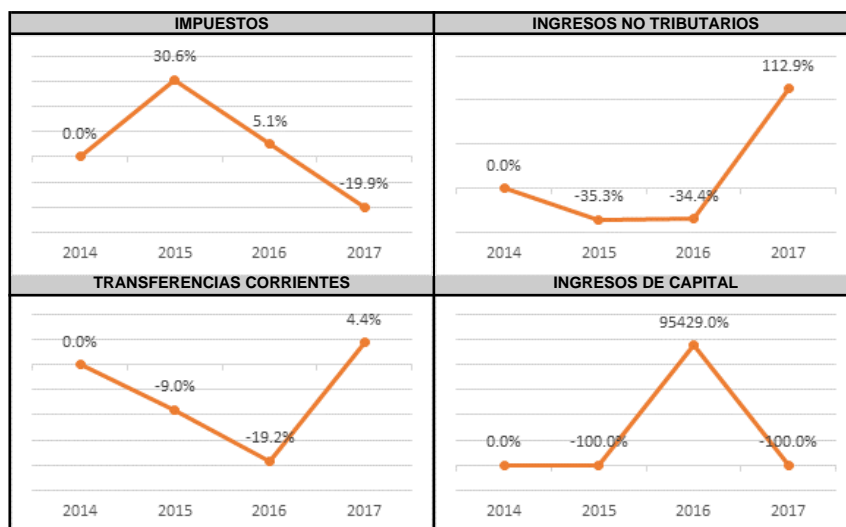 IMPUESTOS
30.6%
0.0%
5.1%
-19.9%
2014 2015 2016 2017
INGRESOS NO TRIBUTARIOS
112.9%
0.0%
-35.3% -34.4%
2014 2015 2016 2017
TRANSFERENCIAS CORRIENTES
4.4%
0.0%
-9.0%
-19.2%
2014 2015 2016 2017
INGRESOS DE CAPITAL
95429.0%
0.0% -100.0% -100.0%
2014 2015 2016 2017